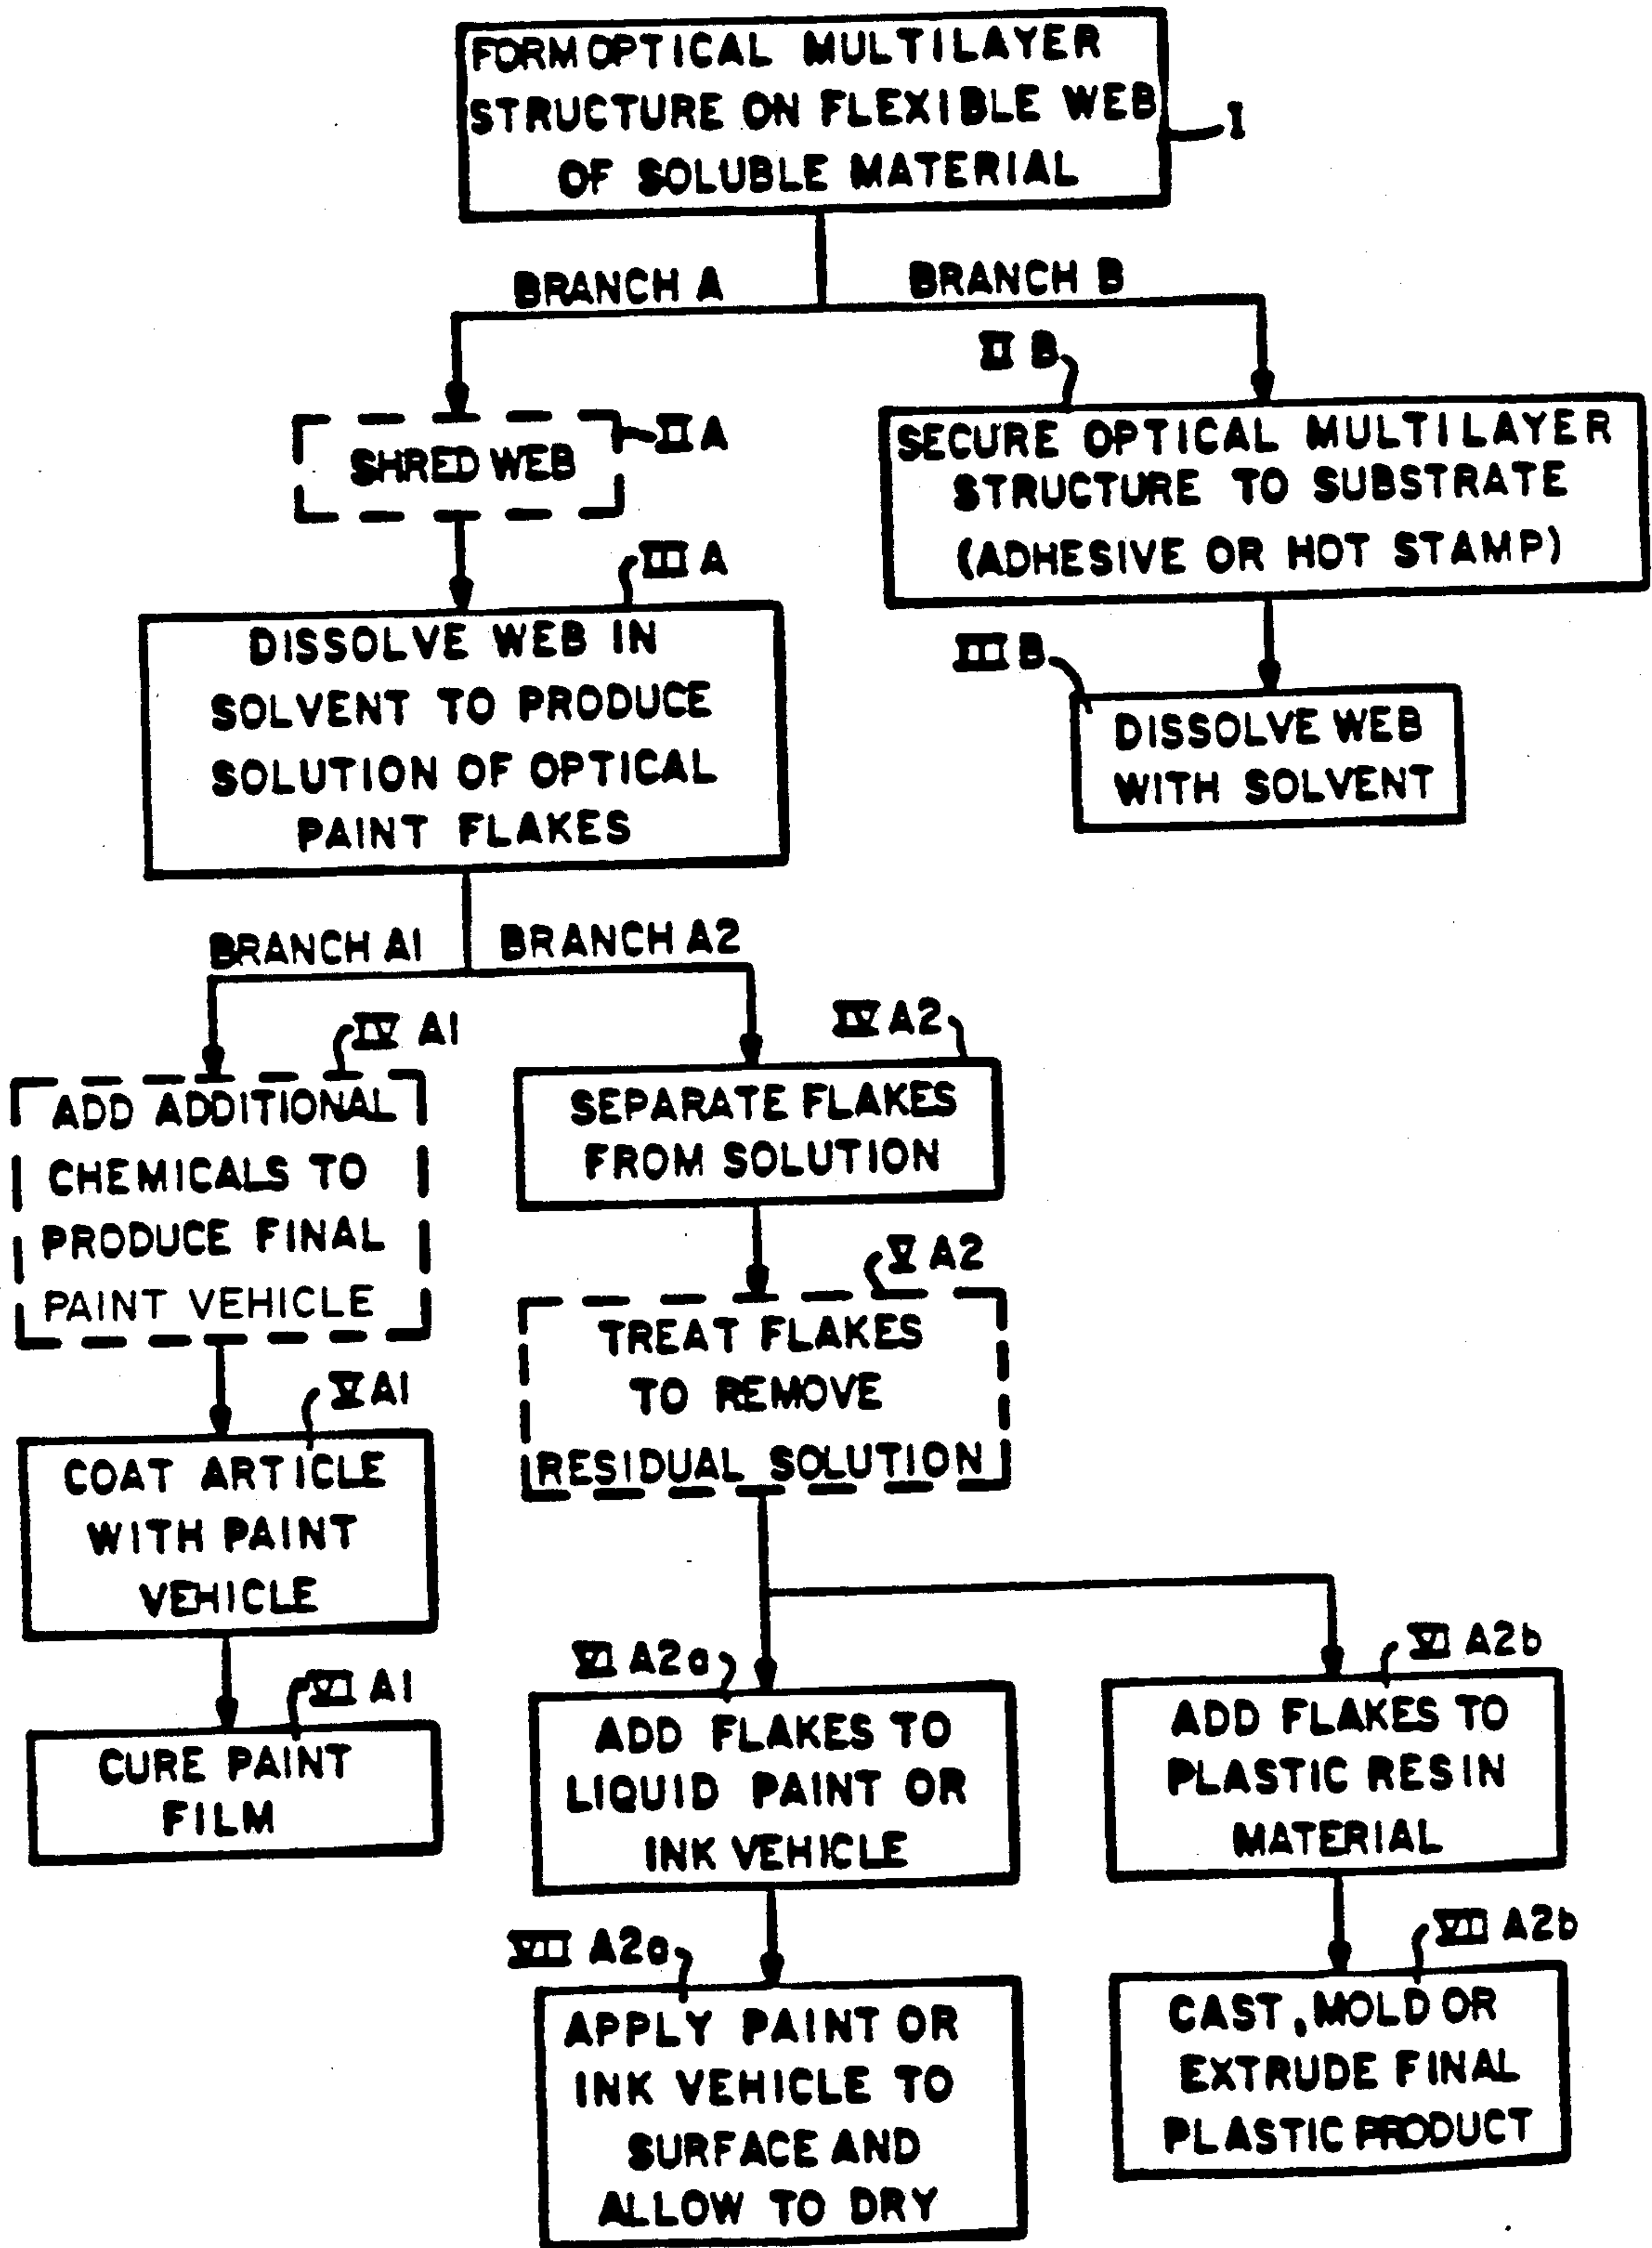 FORM OPTICAL MULTILAYER
STRUCTURE ON FLEXIBLE WEB
OF SOLUBLE MATERIAL
I
BRANCH A
BRANCH B
II A
SHRED WEB
II B
SECURE OPTICAL MULTILAYER
STRUCTURE TO SUBSTRATE
(ADHESIVE OR HOT STAMP)
III A
DISSOLVE WEB IN
SOLVENT TO PRODUCE
SOLUTION OF OPTICAL
PAINT FLAKES
III B
DISSOLVE WEB
WITH SOLVENT
BRANCH A1
BRANCH A2
IV A1
ADD ADDITIONAL
CHEMICALS TO
PRODUCE FINAL
PAINT VEHICLE
IV A2
SEPARATE FLAKES
FROM SOLUTION
V A2
TREAT FLAKES
TO REMOVE
RESIDUAL SOLUTION
V A1
COAT ARTICLE
WITH PAINT
VEHICLE
VI A1
CURE PAINT
FILM
VI A2a
ADD FLAKES TO
LIQUID PAINT OR
INK VEHICLE
VI A2b
ADD FLAKES TO
PLASTIC RESIN
MATERIAL
VII A2a
APPLY PAINT OR
INK VEHICLE TO
SURFACE AND
ALLOW TO DRY
VII A2b
CAST, MOLD OR
EXTRUDE FINAL
PLASTIC PRODUCT